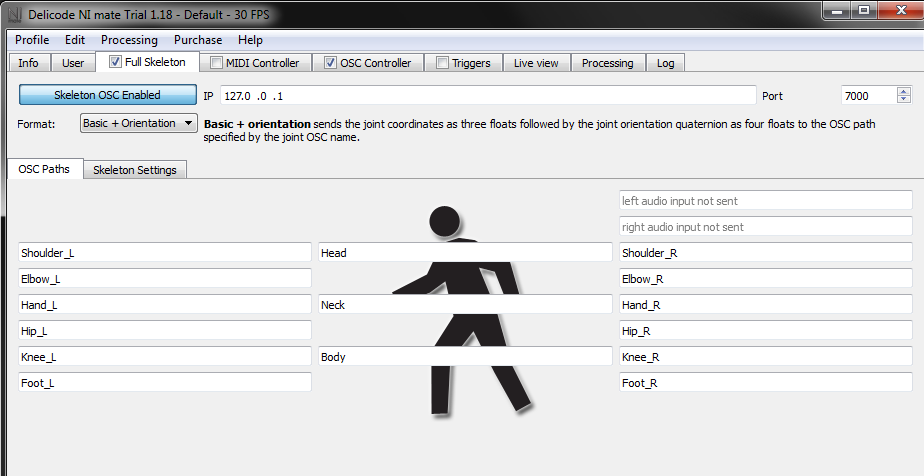 Delicode NI mate Trial 1.18 - Default - 30 FPS
Profile Edit Processing Purchase Help
Info User Full Skeleton MIDI Controller OSC Controller Triggers Live view Processing Log
Skeleton OSC Enabled IP 127.0 .0 .1 Port 7000
Format: Basic + Orientation Basic + orientation sends the joint coordinates as three floats followed by the joint orientation quaternion as four floats to the OSC path
specified by the joint OSC name.
OSC Paths Skeleton Settings
left audio input not sent
right audio input not sent
Shoulder_L Head Shoulder_R
Elbow_L Elbow_R
Hand_L Neck Hand_R
Hip_L Hip_R
Knee_L Body Knee_R
Foot_L Foot_R